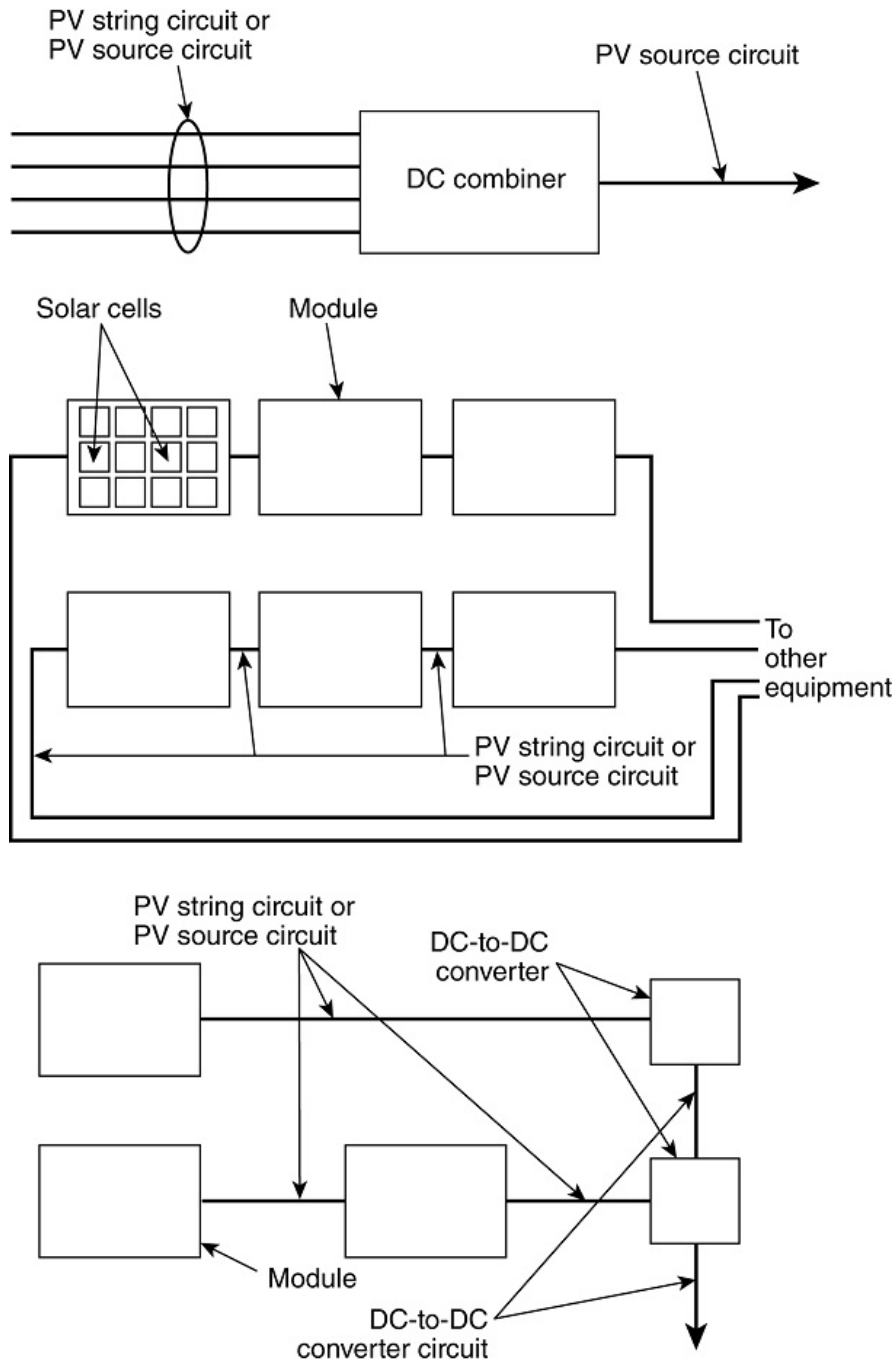 PV string circuit or
PV source circuit
PV source circuit
DC combiner
Solar cells
Module
To
other
equipment
PV string circuit or
PV source circuit
PV string circuit or
PV source circuit
DC-to-DC
converter
Module
DC-to-DC
converter circuit